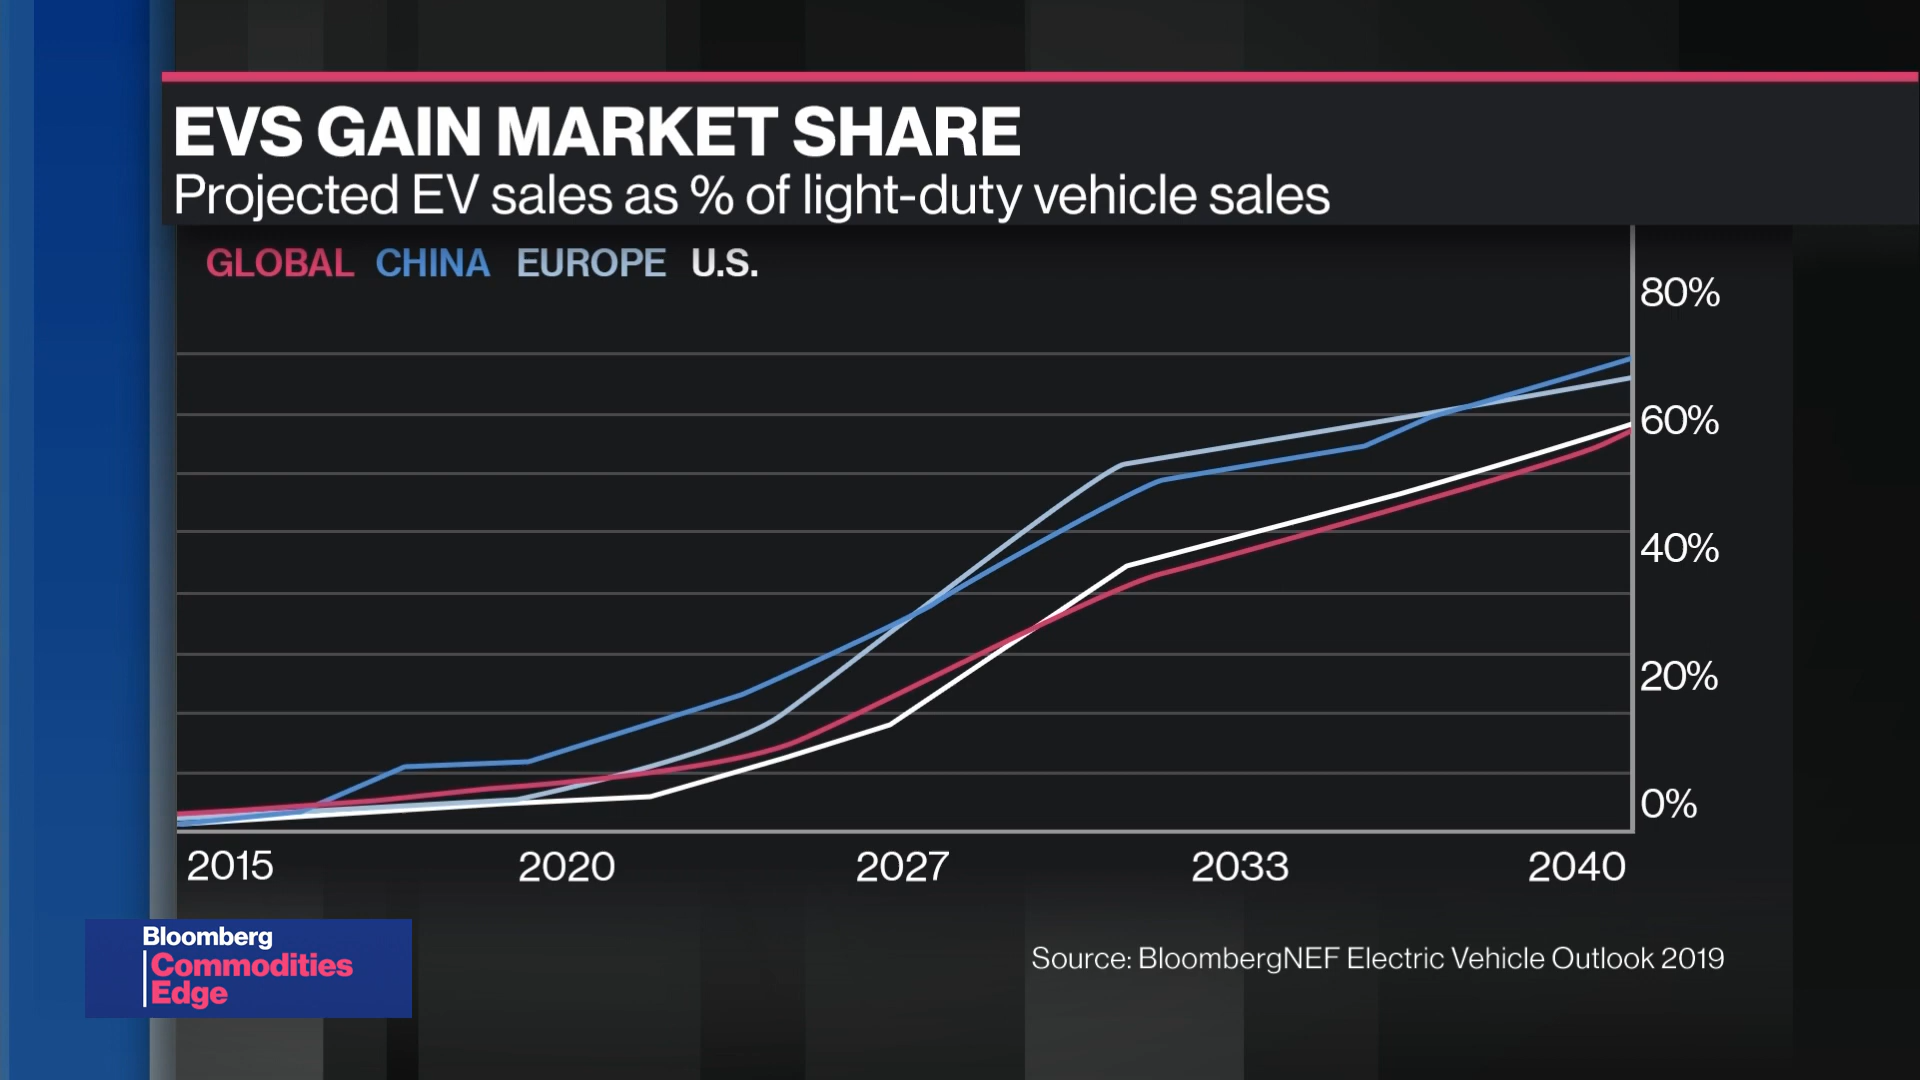 EVS GAIN MARKET SHARE
Projected EV sales as % of light-duty vehicle sales
GLOBAL CHINA EUROPE U.S.
80%
60%
40%
20%
0%
2015 2020 2027 2033 2040
Bloomberg
Commodities
Edge
Source: BloombergNEF Electric Vehicle Outlook 2019